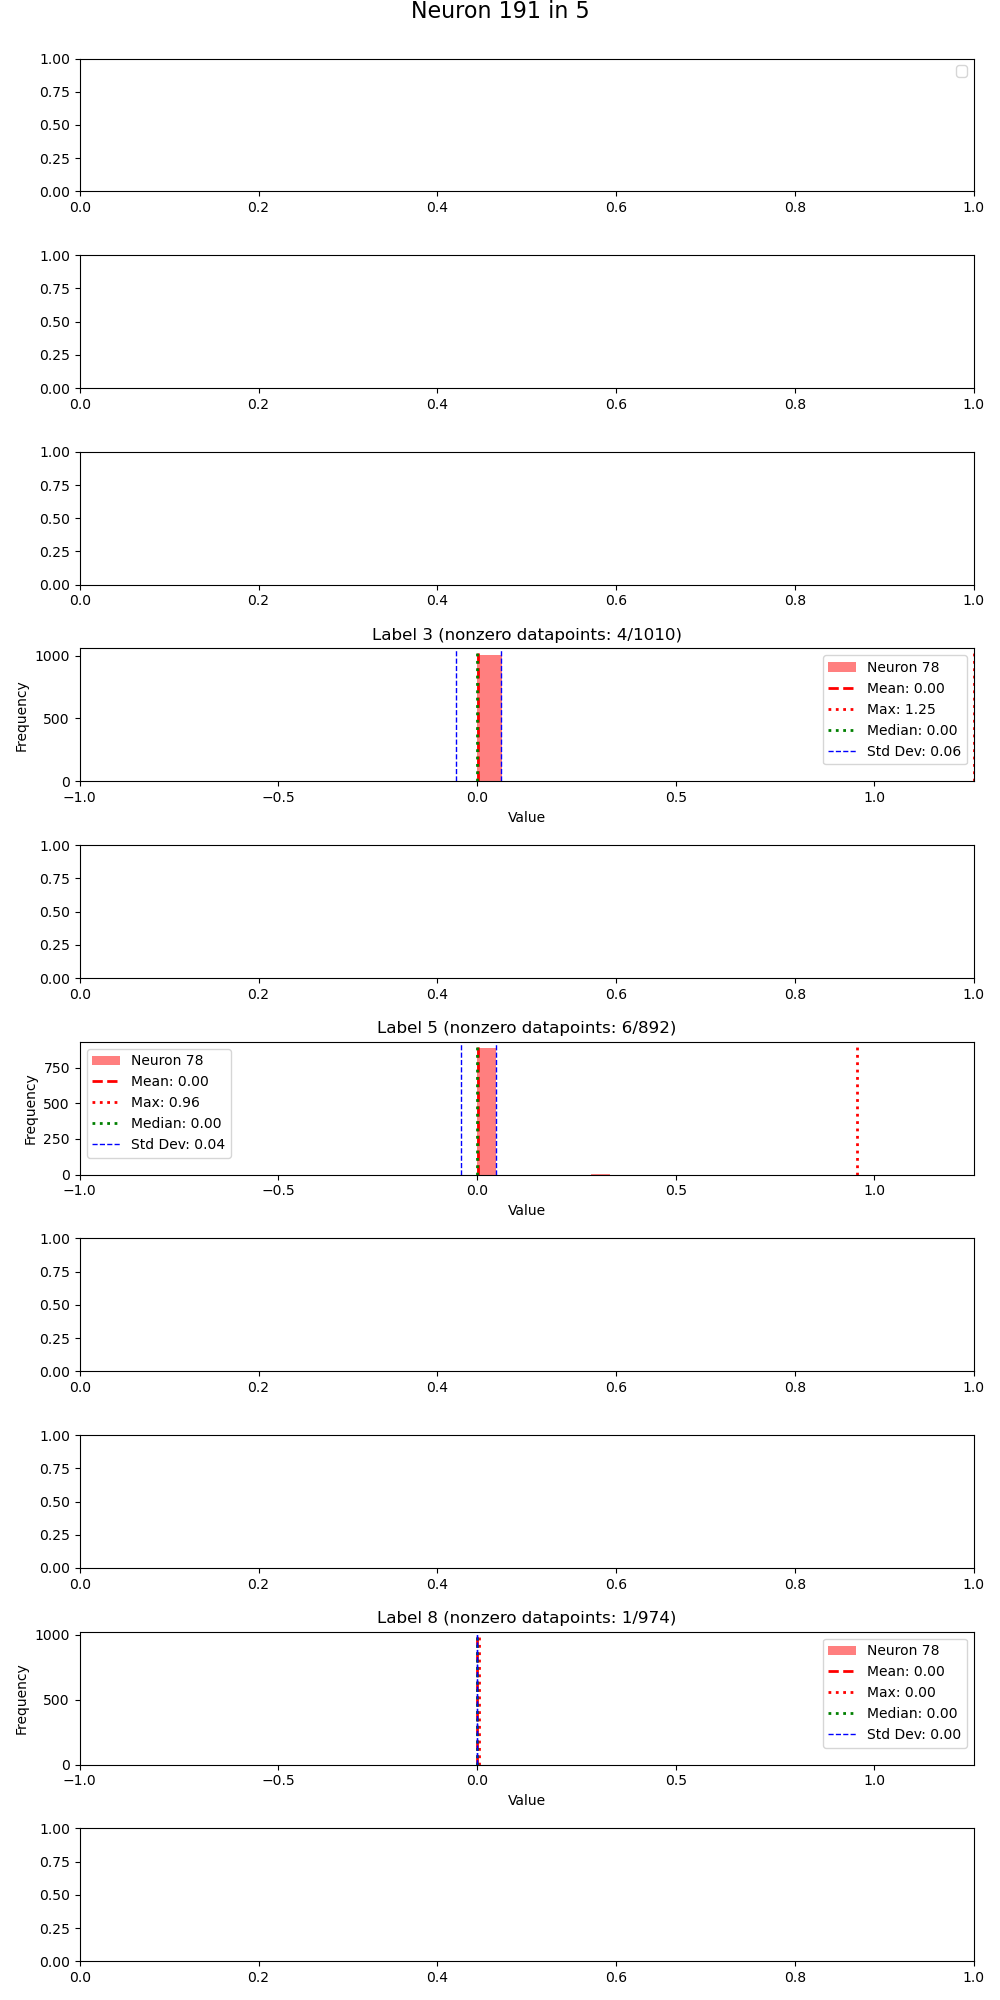 Neuron 191 in 5
1.00
0.75
0.50
0.25
0.00
0.0 0.2 0.4 0.6 0.8 1.0
1.00
0.75
0.50
0.25
0.00
0.0 0.2 0.4 0.6 0.8 1.0
1.00
0.75
0.50
0.25
0.00
0.0 0.2 0.4 0.6 0.8 1.0
Label 3 (nonzero datapoints: 4/1010)
Frequency
1000
500
0
Neuron 78
Mean: 0.00
Max: 1.25
Median: 0.00
Std Dev: 0.06
−1.0 −0.5 0.0 0.5 1.0
Value
1.00
0.75
0.50
0.25
0.00
0.0 0.2 0.4 0.6 0.8 1.0
Label 5 (nonzero datapoints: 6/892)
Frequency
750
500
250
0
Neuron 78
Mean: 0.00
Max: 0.96
Median: 0.00
Std Dev: 0.04
−1.0 −0.5 0.0 0.5 1.0
Value
1.00
0.75
0.50
0.25
0.00
0.0 0.2 0.4 0.6 0.8 1.0
1.00
0.75
0.50
0.25
0.00
0.0 0.2 0.4 0.6 0.8 1.0
Label 8 (nonzero datapoints: 1/974)
Frequency
1000
500
0
Neuron 78
Mean: 0.00
Max: 0.00
Median: 0.00
Std Dev: 0.00
−1.0 −0.5 0.0 0.5 1.0
Value
1.00
0.75
0.50
0.25
0.00
0.0 0.2 0.4 0.6 0.8 1.0